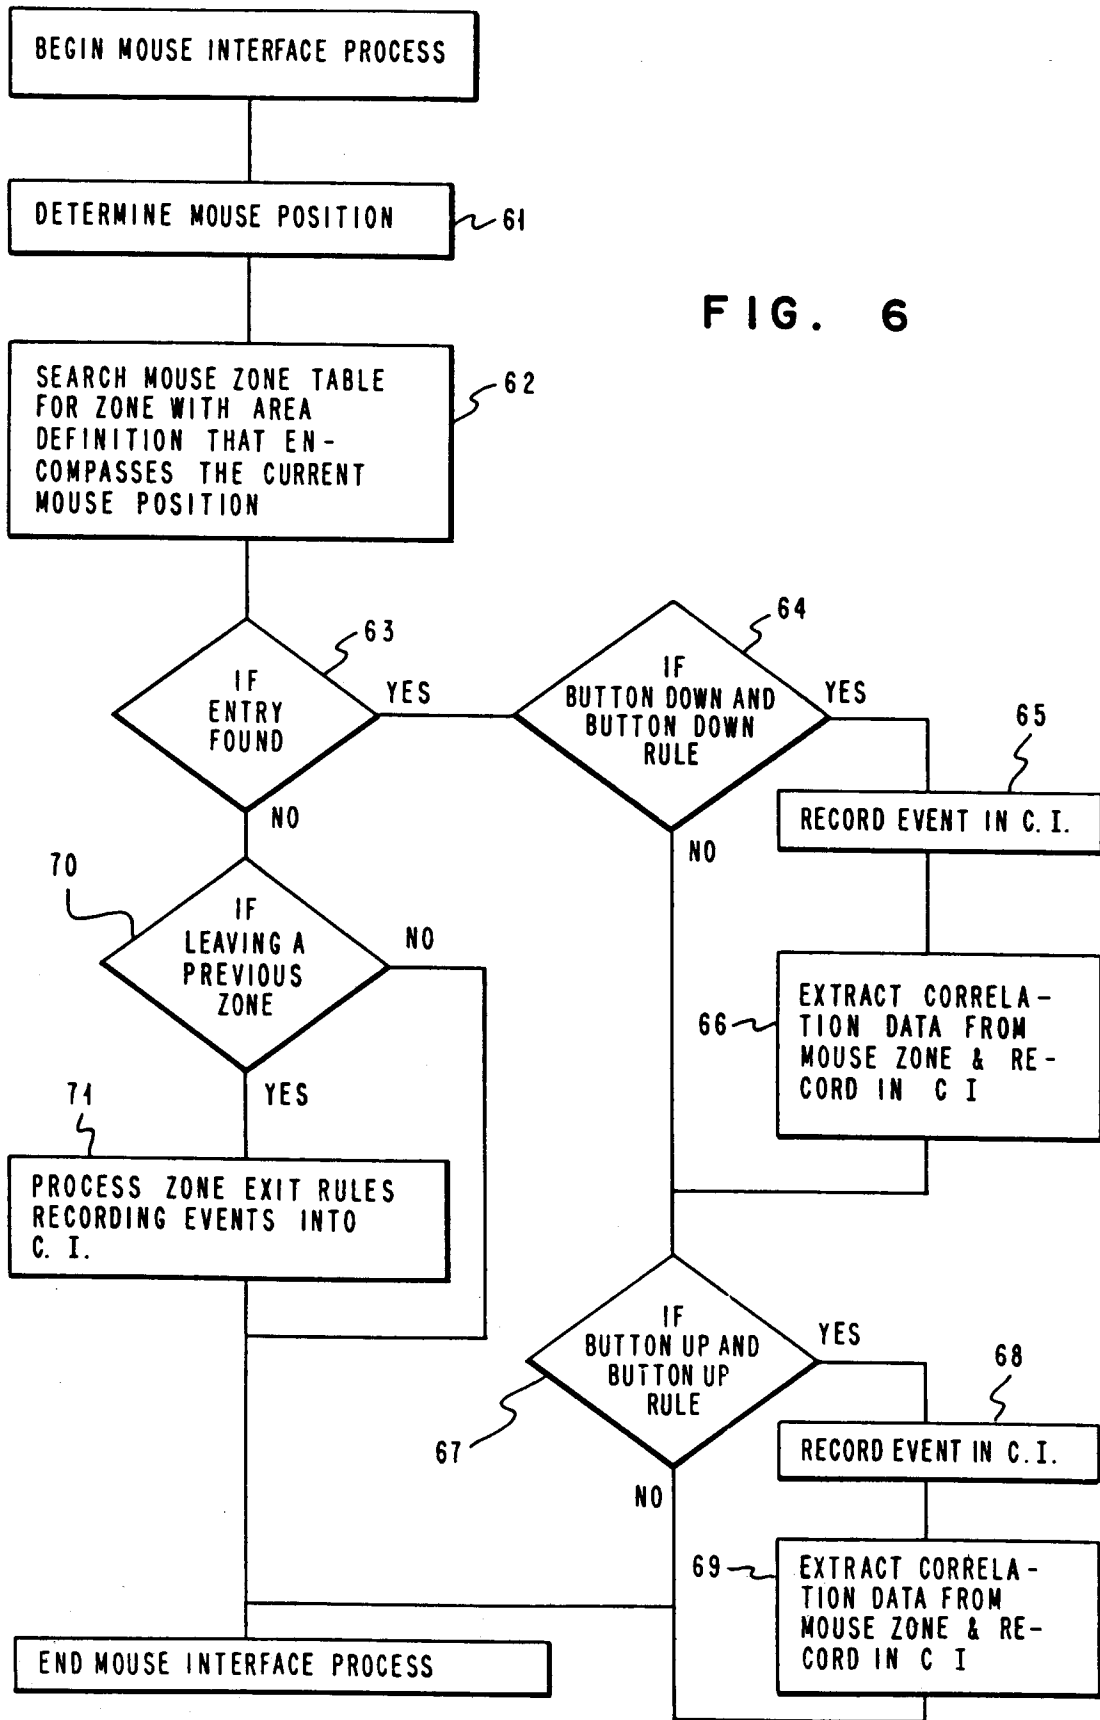 BEGIN MOUSE INTERFACE PROCESS
DETERMINE MOUSE POSITION
61
FIG. 6
SEARCH MOUSE ZONE TABLE
FOR ZONE WITH AREA
DEFINITION THAT EN-
COMPASSES THE CURRENT
MOUSE POSITION
62
63
IF
ENTRY
FOUND
YES
NO
64
IF
BUTTON DOWN AND
BUTTON DOWN
RULE
YES
NO
65
RECORD EVENT IN C. I.
66
EXTRACT CORRELA-
TION DATA FROM
MOUSE ZONE & RE-
CORD IN C I
70
IF
LEAVING A
PREVIOUS
ZONE
NO
YES
71
PROCESS ZONE EXIT RULES
RECORDING EVENTS INTO
C. I.
IF
BUTTON UP AND
BUTTON UP
RULE
YES
67
NO
68
RECORD EVENT IN C. I.
69
EXTRACT CORRELA-
TION DATA FROM
MOUSE ZONE & RE-
CORD IN C I
END MOUSE INTERFACE PROCESS